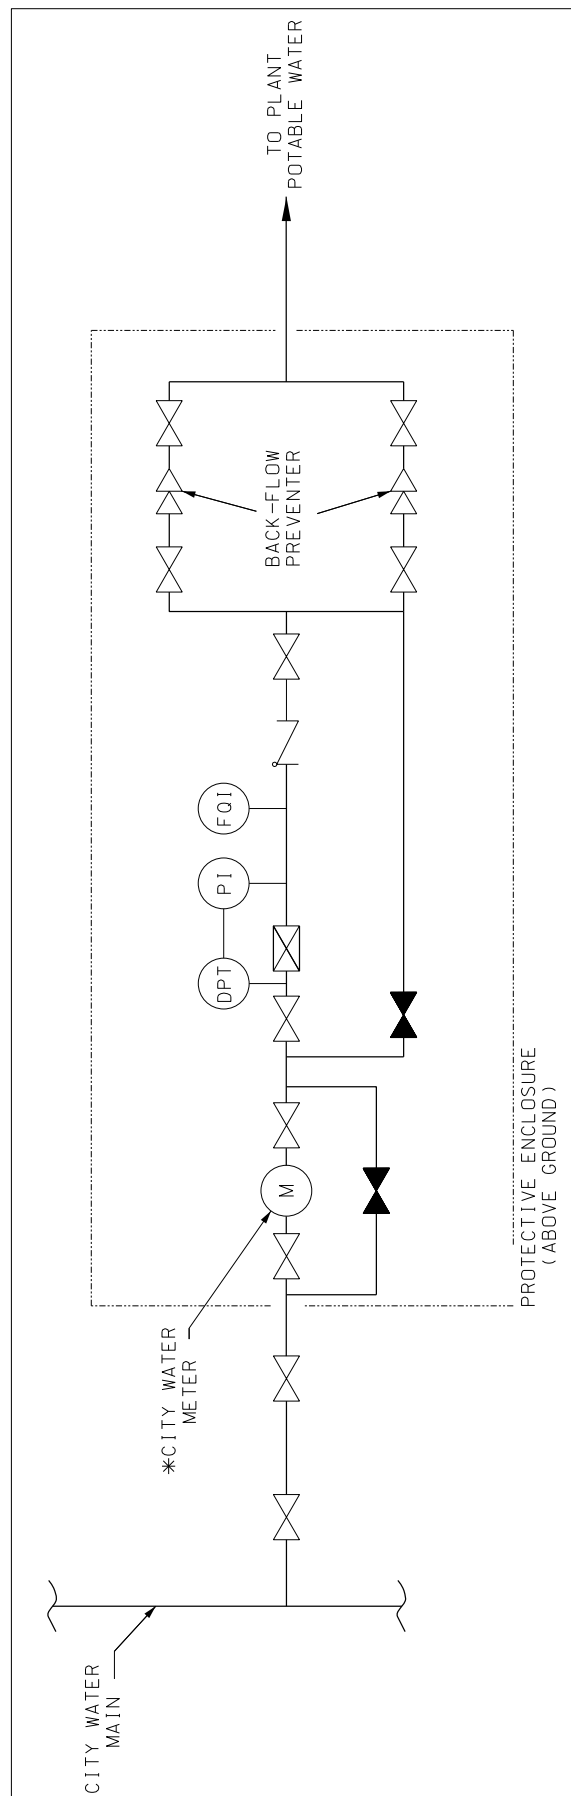 CITY WATER
MAIN
✳CITY WATER
METER
M
DPT
PI
FQI
BACK-FLOW
PREVENTER
TO PLANT
POTABLE WATER
PROTECTIVE ENCLOSURE
(ABOVE GROUND)